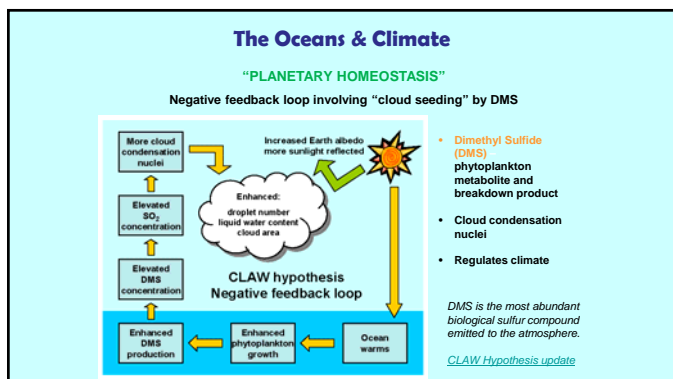 The Oceans & Climate
“PLANETARY HOMEOSTASIS”
Negative feedback loop involving “cloud seeding” by DMS
More cloud
condensation
nuclei
Increased Earth albedo
more sunlight reflected
Enhanced:
droplet number
liquid water content
cloud area
Elevated
SO₂
concentration
Elevated
DMS
concentration
CLAW hypothesis
Negative feedback loop
Enhanced
DMS
production
Enhanced
phytoplankton
growth
Ocean
warms
• Dimethyl Sulfide
(DMS)
phytoplankton
metabolite and
breakdown product
• Cloud condensation
nuclei
• Regulates climate
DMS is the most abundant
biological sulfur compound
emitted to the atmosphere.
CLAW Hypothesis update